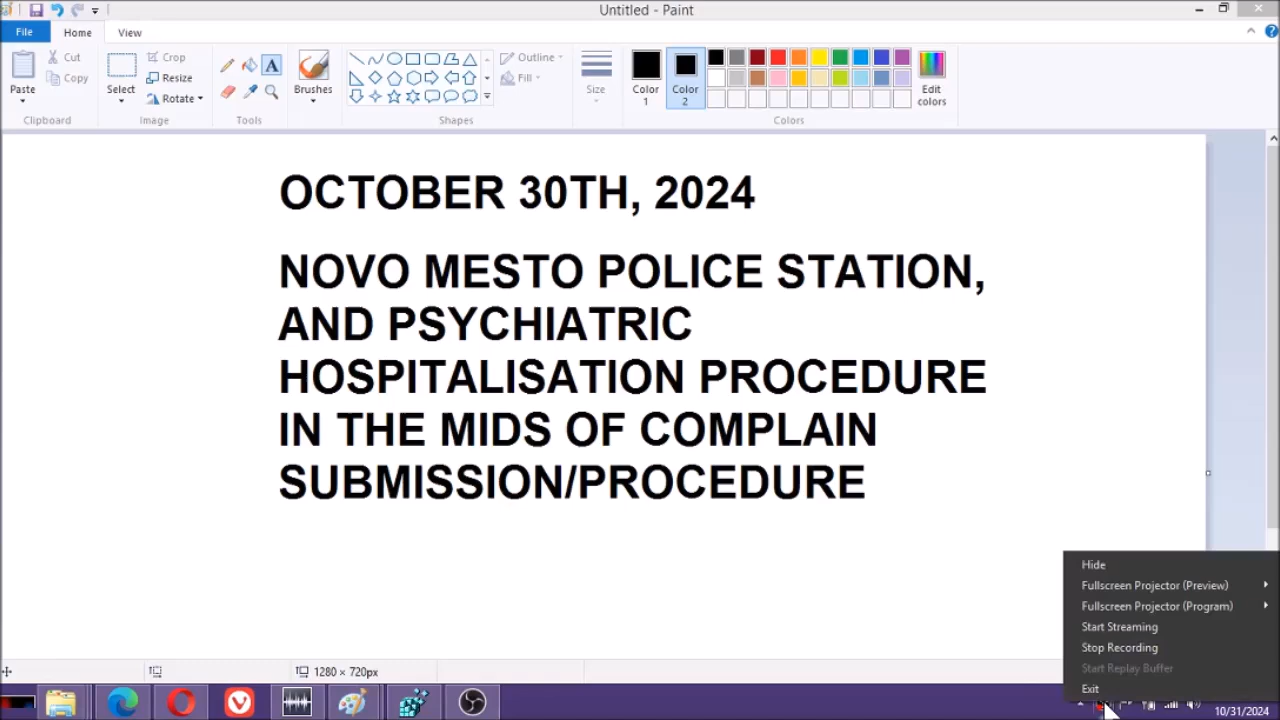 Untitled - Paint
File
Home
View
Paste
Cut
Copy
Clipboard
Select
Crop
Resize
Rotate
Image
Tools
Brushes
Shapes
Outline
Fill
Size
Color 1
Color 2
Edit colors
Colors
OCTOBER 30TH, 2024
NOVO MESTO POLICE STATION,
AND PSYCHIATRIC
HOSPITALISATION PROCEDURE
IN THE MIDS OF COMPLAIN
SUBMISSION/PROCEDURE
Hide
Fullscreen Projector (Preview)
Fullscreen Projector (Program)
Start Streaming
Stop Recording
Start Replay Buffer
Exit
1280 × 720px
10/31/2024